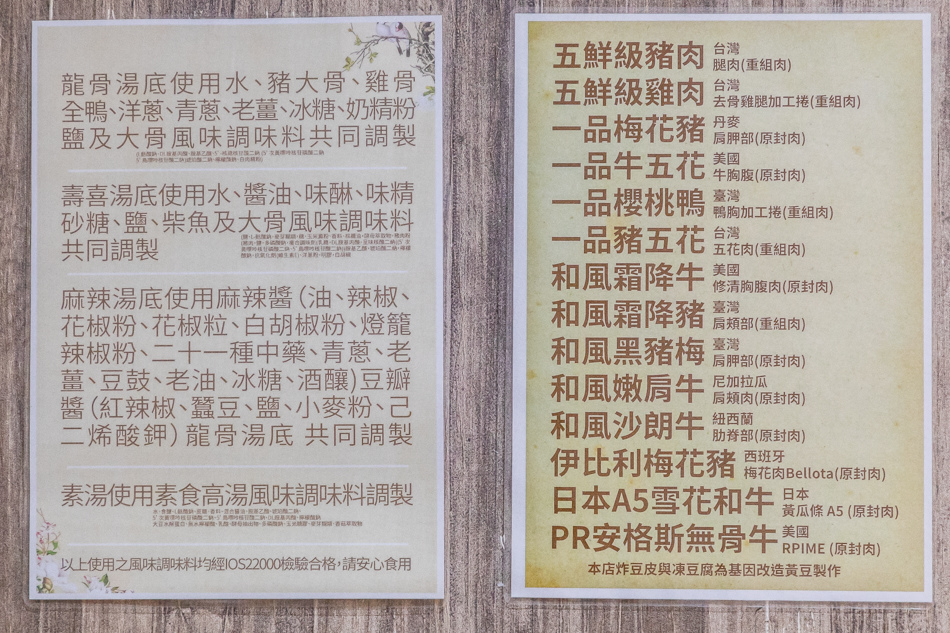 龍骨湯底使用水、豬大骨、雞骨
全鴨、洋蔥、青蔥、老薑、冰糖、奶精粉
鹽及大骨風味調味料共同調製
壽喜湯底使用水、醬油、味醂、味精
砂糖、鹽、柴魚及大骨風味調味料
共同調製
麻辣湯底使用麻辣醬(油、辣椒、
花椒粉、花椒粒、白胡椒粉、燈籠
辣椒粉、二十一種中藥、青蔥、老
薑、豆鼓、老油、冰糖、酒釀)豆瓣
醬(紅辣椒、蠶豆、鹽、小麥粉、己
二烯酸鉀)龍骨湯底 共同調製
素湯使用素食高湯風味調味料調製
以上使用之風味調味料均經IOS22000檢驗合格,請安心食用
五鮮級豬肉 台灣
腿肉(重組肉)
五鮮級雞肉 台灣
去骨雞腿加工捲(重組肉)
一品梅花豬 丹麥
肩胛部(原封肉)
一品牛五花 美國
牛胸腹(原封肉)
一品櫻桃鴨 臺灣
鴨胸加工捲(重組肉)
一品豬五花 台灣
五花肉(重組肉)
和風霜降牛 美國
修清胸腹肉(原封肉)
和風霜降豬 臺灣
肩頰部(重組肉)
和風黑豬梅 臺灣
肩胛部(原封肉)
和風嫩肩牛 尼加拉瓜
肩頰肉(原封肉)
和風沙朗牛 紐西蘭
肋脊部(原封肉)
伊比利梅花豬 西班牙
梅花肉Bellota(原封肉)
日本A5雪花和牛 日本
黃瓜條 A5 (原封肉)
PR安格斯無骨牛 美國
RPIME (原封肉)
本店炸豆皮與凍豆腐為基因改造黃豆製作